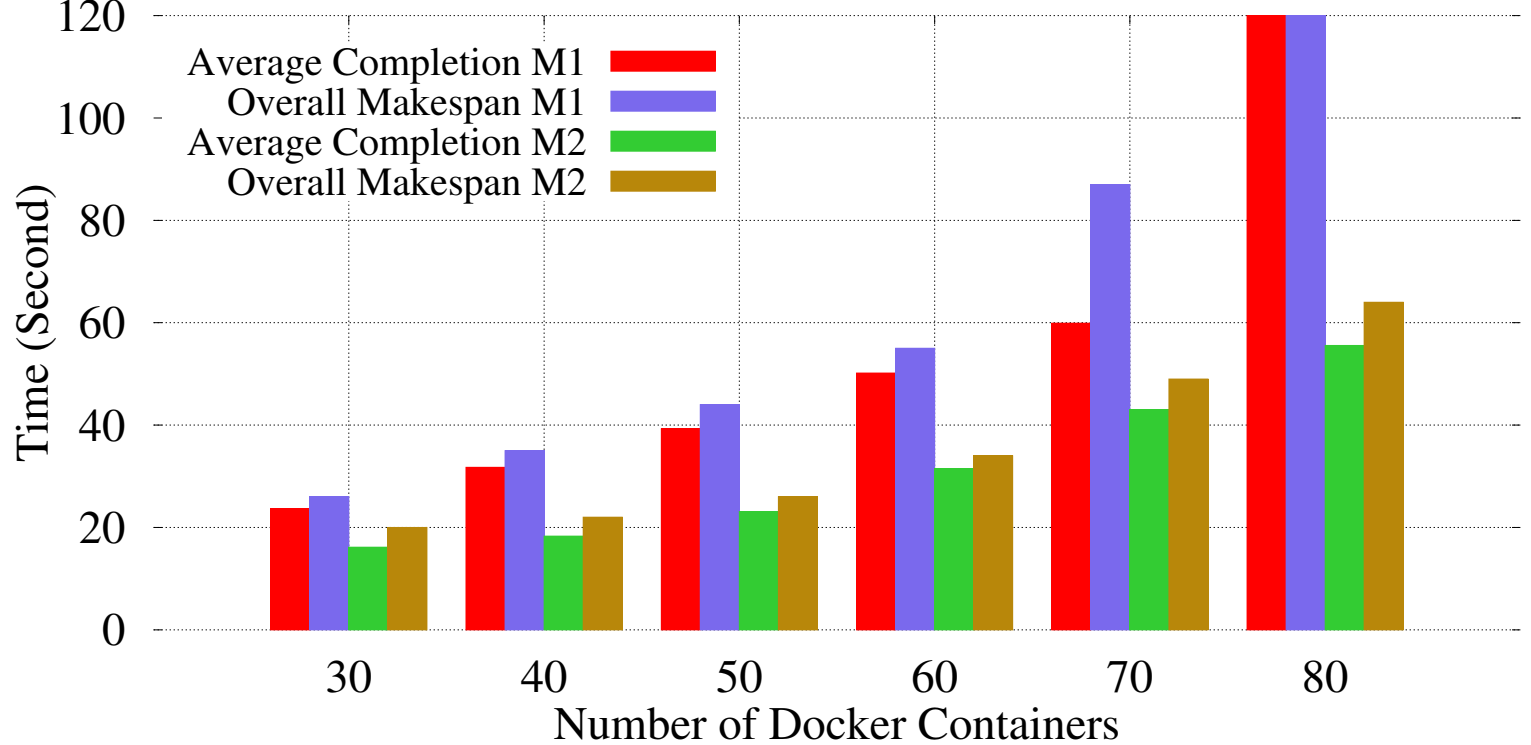 Average Completion M1
Overall Makespan M1
Average Completion M2
Overall Makespan M2
Time (Second)
120
100
80
60
40
20
0
30 40 50 60 70 80
Number of Docker Containers